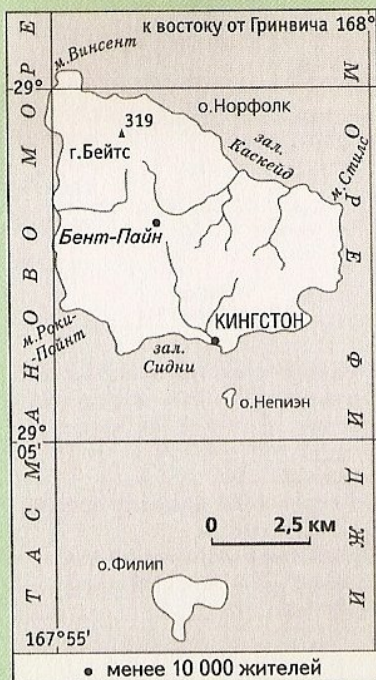 к востоку от Гринвича 168°
м. Винсент
29°
о.Норфолк
319
г.Бейтс
зал.
Каскейд
м.Стилс
Бент-Пайн
м.Роки-
Пойнт
КИНГСТОН
зал.
Сидни
о.Непиэн
29°
05'
0 2,5 км
о.Филип
167°55'
ТАСМАНОВО МОРЕ
МОРЕ ФИДЖИ
• менее 10 000 жителей